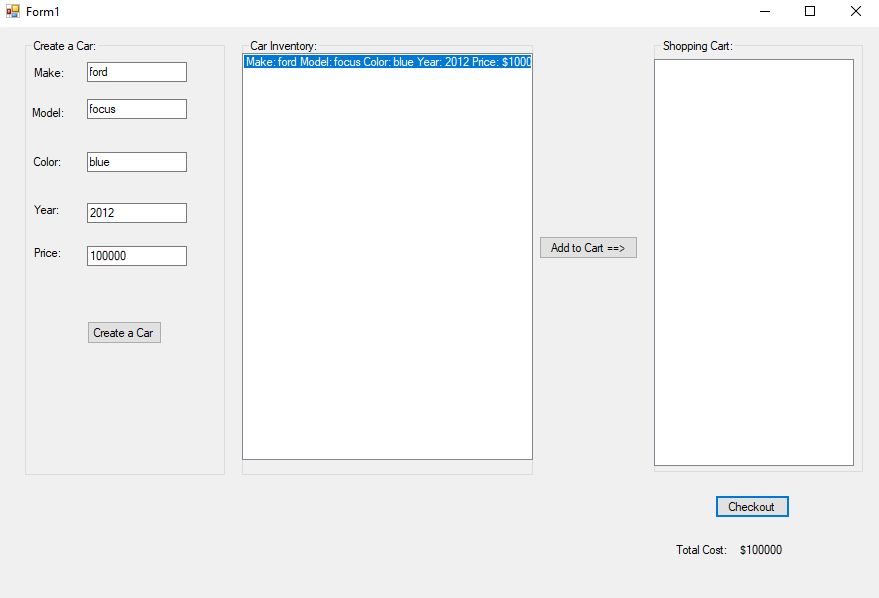 Form1
Create a Car:
Make: ford
Model: focus
Color: blue
Year: 2012
Price: 100000
Create a Car
Car Inventory:
Make: ford Model: focus Color: blue Year: 2012 Price: $1000
Add to Cart ==>
Shopping Cart:
Checkout
Total Cost: $100000